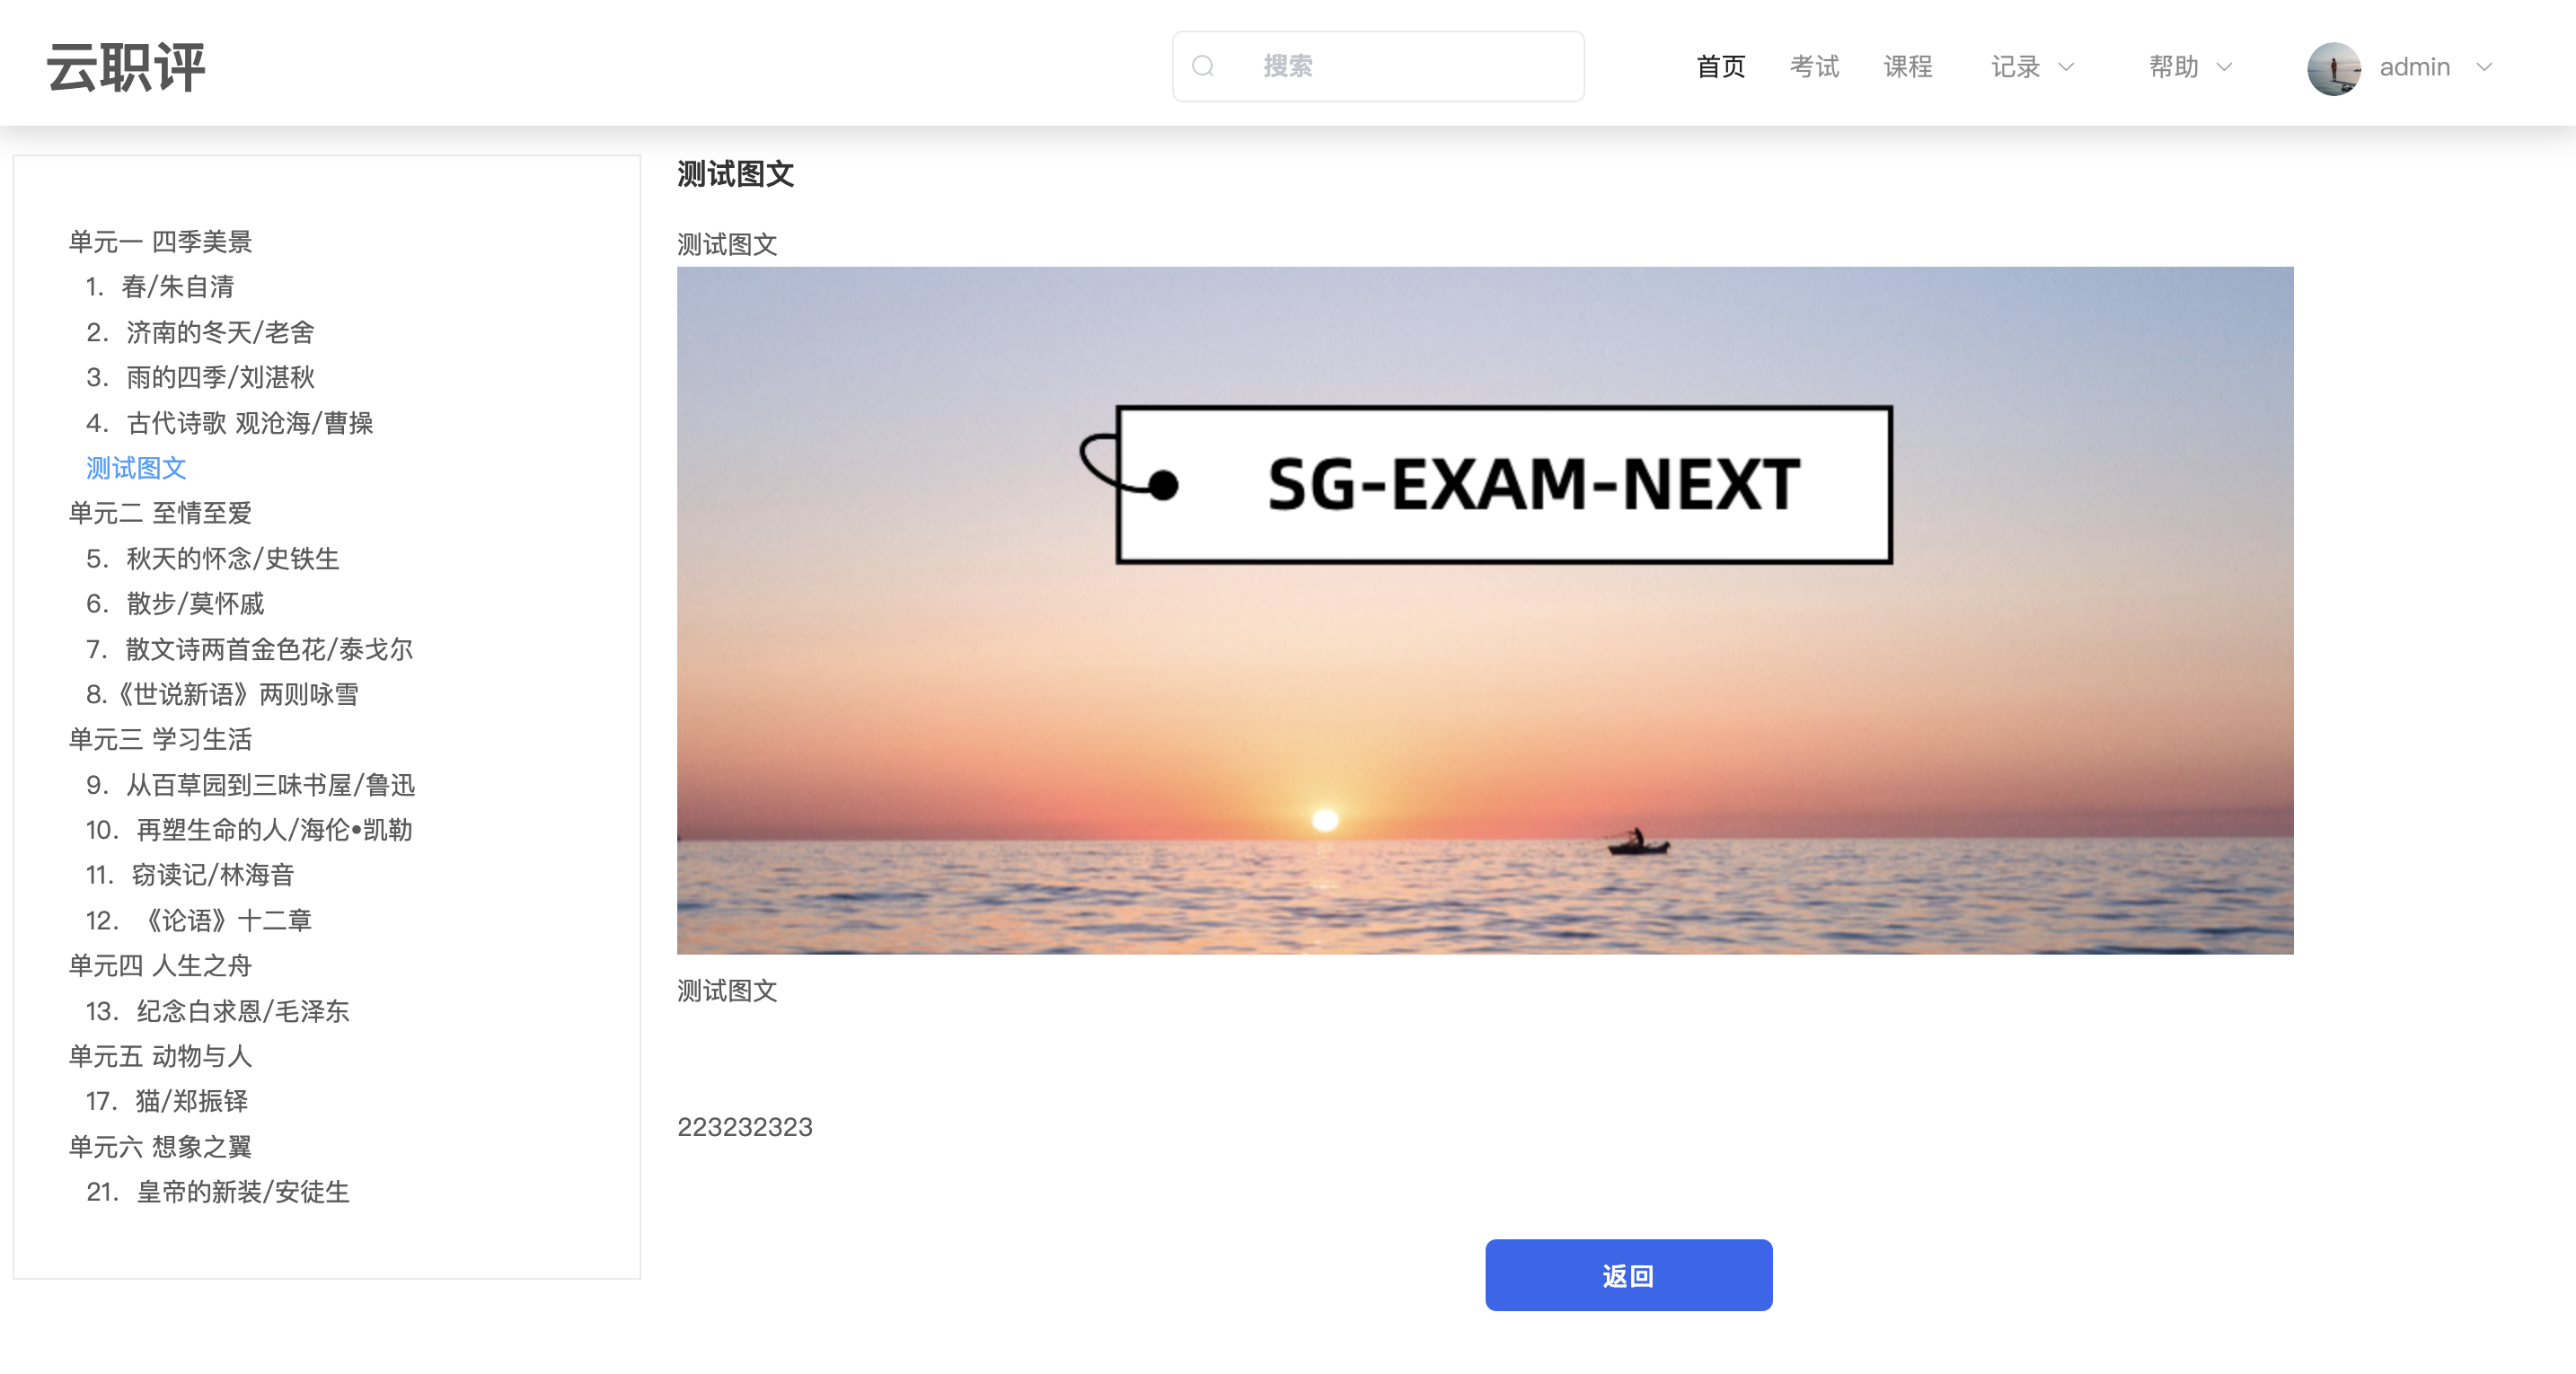 云职评
搜索
首页 考试 课程 记录 帮助 admin
单元一 四季美景
1. 春/朱自清
2. 济南的冬天/老舍
3. 雨的四季/刘湛秋
4. 古代诗歌 观沧海/曹操
测试图文
单元二 至情至爱
5. 秋天的怀念/史铁生
6. 散步/莫怀戚
7. 散文诗两首金色花/泰戈尔
8.《世说新语》两则咏雪
单元三 学习生活
9. 从百草园到三味书屋/鲁迅
10. 再塑生命的人/海伦•凯勒
11. 窃读记/林海音
12. 《论语》十二章
单元四 人生之舟
13. 纪念白求恩/毛泽东
单元五 动物与人
17. 猫/郑振铎
单元六 想象之翼
21. 皇帝的新装/安徒生
测试图文
测试图文
SG-EXAM-NEXT
测试图文
223232323
返回